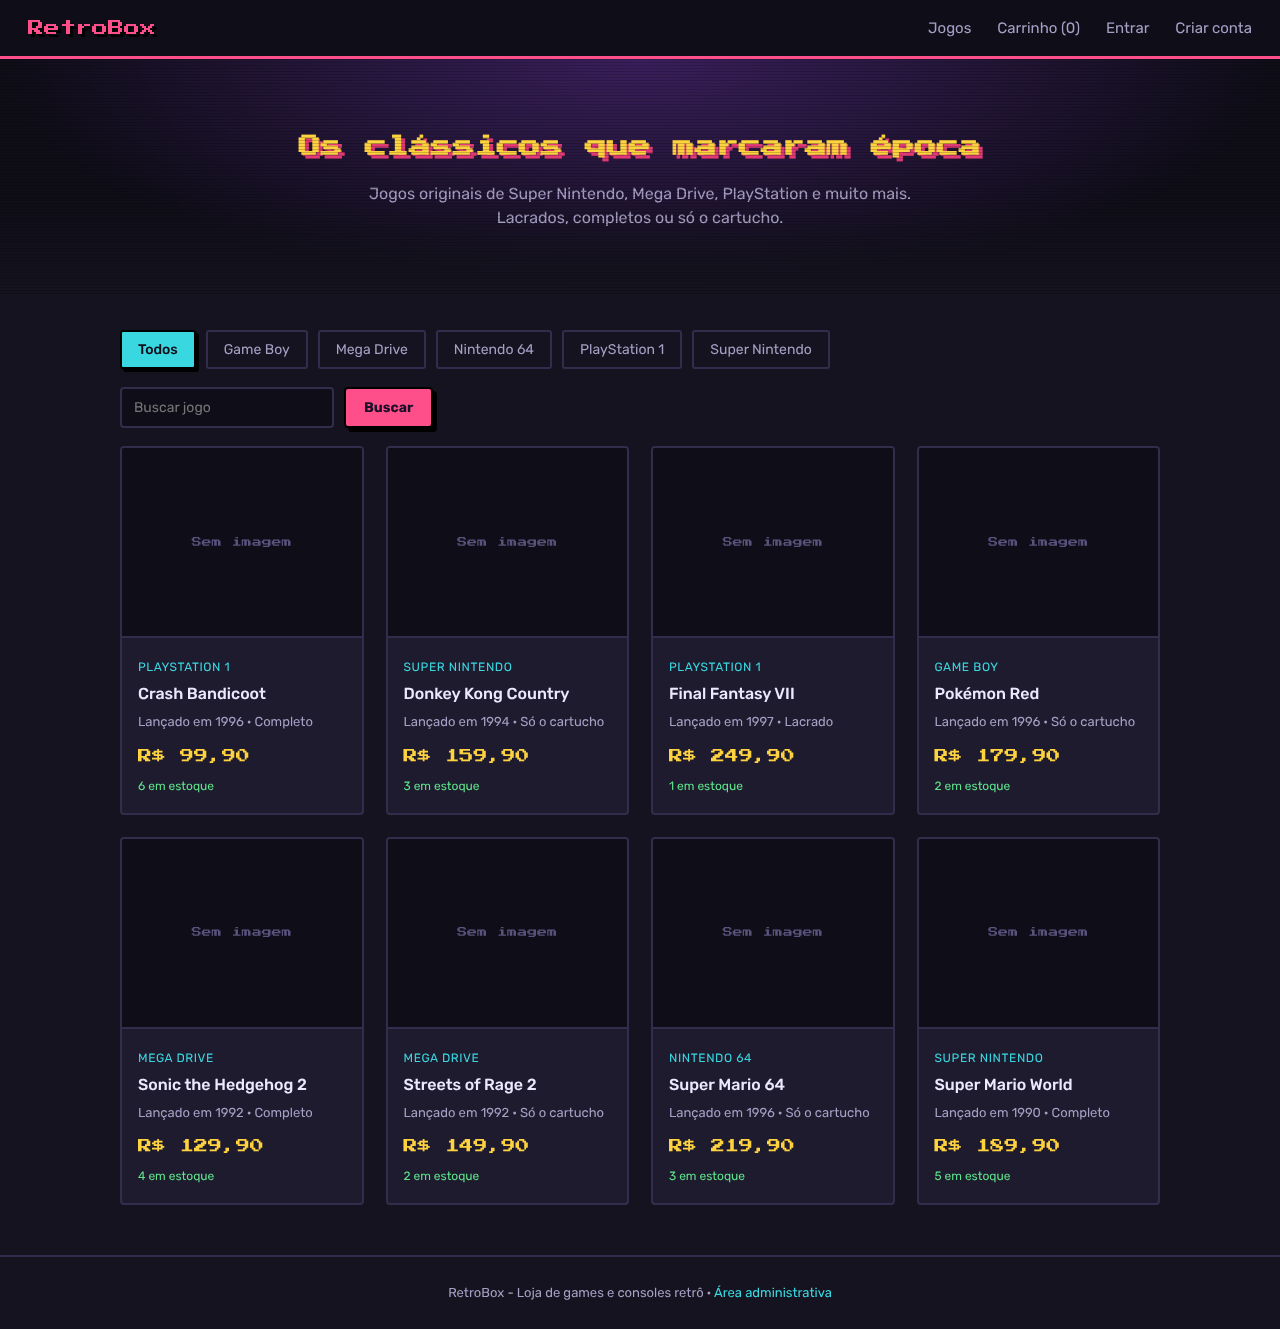 RetroBox
Jogos
Carrinho (0)
Entrar
Criar conta
Os clássicos que marcaram época
Jogos originais de Super Nintendo, Mega Drive, PlayStation e muito mais.
Lacrados, completos ou só o cartucho.
Todos
Game Boy
Mega Drive
Nintendo 64
PlayStation 1
Super Nintendo
Buscar jogo
Buscar
Sem imagem
PLAYSTATION 1
Crash Bandicoot
Lançado em 1996 • Completo
R$ 99,90
6 em estoque
Sem imagem
SUPER NINTENDO
Donkey Kong Country
Lançado em 1994 • Só o cartucho
R$ 159,90
3 em estoque
Sem imagem
PLAYSTATION 1
Final Fantasy VII
Lançado em 1997 • Lacrado
R$ 249,90
1 em estoque
Sem imagem
GAME BOY
Pokémon Red
Lançado em 1996 • Só o cartucho
R$ 179,90
2 em estoque
Sem imagem
MEGA DRIVE
Sonic the Hedgehog 2
Lançado em 1992 • Completo
R$ 129,90
4 em estoque
Sem imagem
MEGA DRIVE
Streets of Rage 2
Lançado em 1992 • Só o cartucho
R$ 149,90
2 em estoque
Sem imagem
NINTENDO 64
Super Mario 64
Lançado em 1996 • Só o cartucho
R$ 219,90
3 em estoque
Sem imagem
SUPER NINTENDO
Super Mario World
Lançado em 1990 • Completo
R$ 189,90
5 em estoque
RetroBox - Loja de games e consoles retrô • Área administrativa